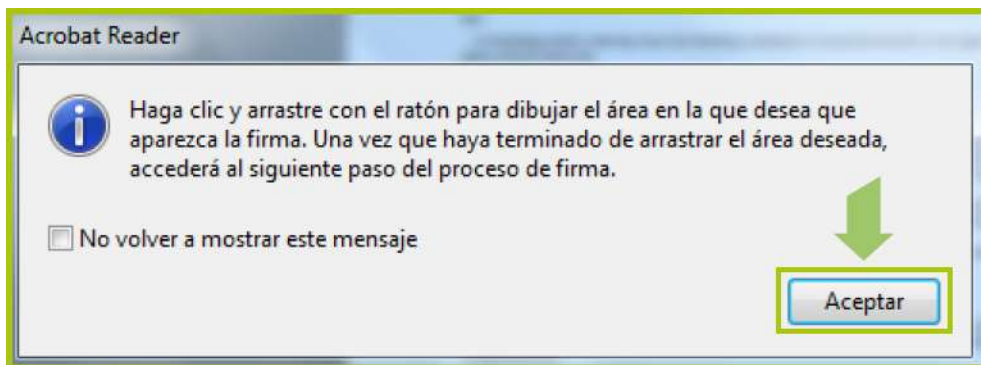 Acrobat Reader
Haga clic y arrastre con el ratón para dibujar el área en la que desea que
aparezca la firma. Una vez que haya terminado de arrastrar el área deseada,
accederá al siguiente paso del proceso de firma.
No volver a mostrar este mensaje
Aceptar